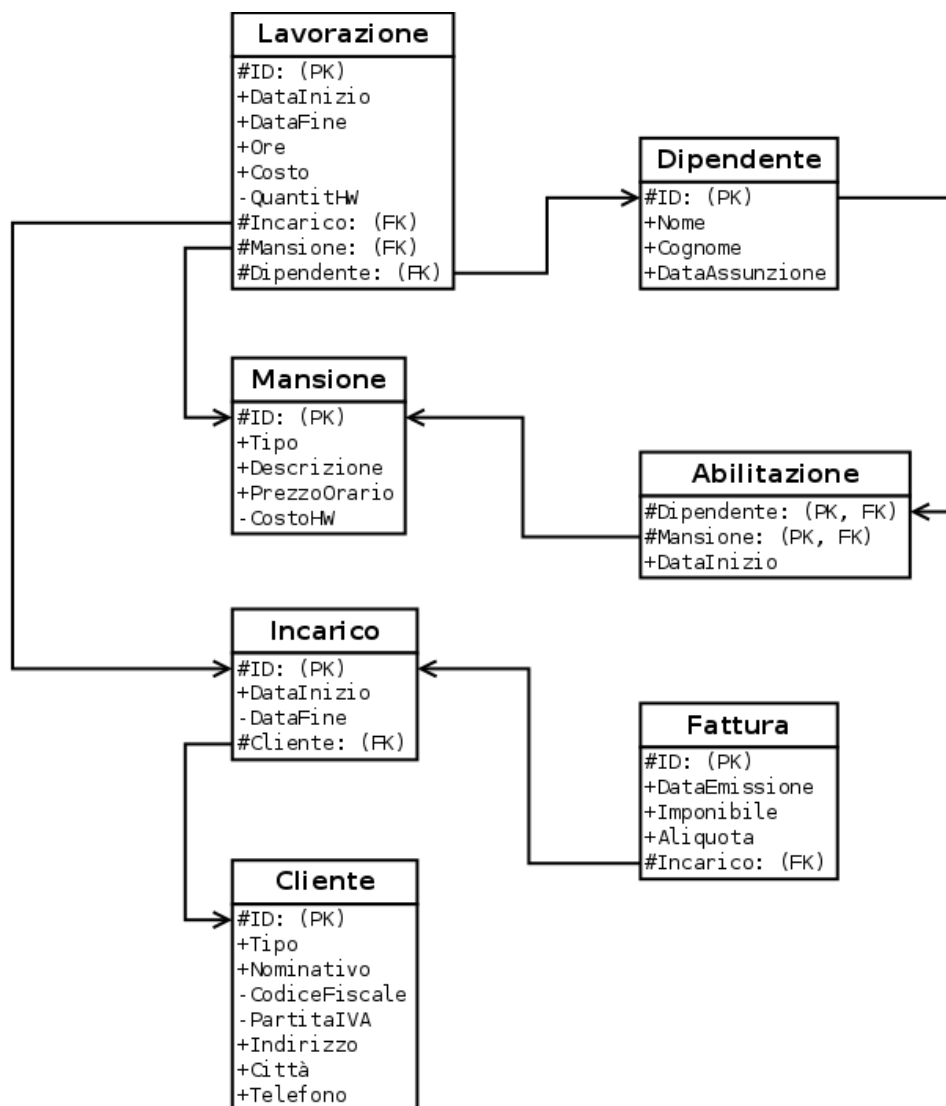 Lavorazione
#ID: (PK)
+DataInizio
+DataFine
+Ore
+Costo
-QuantitHW
#Incarico: (FK)
#Mansione: (FK)
#Dipendente: (FK)
Dipendente
#ID: (PK)
+Nome
+Cognome
+DataAssunzione
Mansione
#ID: (PK)
+Tipo
+Descrizione
+PrezzoOrario
-CostoHW
Abilitazione
#Dipendente: (PK, FK)
#Mansione: (PK, FK)
+DataInizio
Incarico
#ID: (PK)
+DataInizio
-DataFine
#Cliente: (FK)
Fattura
#ID: (PK)
+DataEmissione
+Imponibile
+Aliquota
#Incarico: (FK)
Cliente
#ID: (PK)
+Tipo
+Nominativo
-CodiceFiscale
-PartitaIVA
+Indirizzo
+Città
+Telefono